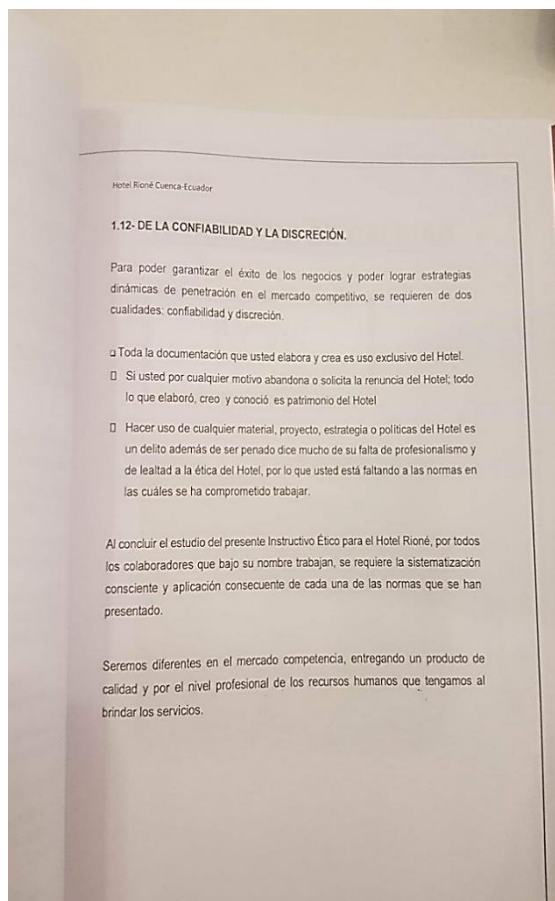 Hotel Rioné Cuenca-Ecuador
1.12- DE LA CONFIABILIDAD Y LA DISCRECIÓN.
Para poder garantizar el éxito de los negocios y poder lograr estrategias
dinámicas de penetración en el mercado competitivo, se requieren de dos
cualidades: confiabilidad y discreción.
Toda la documentación que usted elabora y crea es uso exclusivo del Hotel.
Si usted por cualquier motivo abandona o solicita la renuncia del Hotel; todo
lo que elaboró, creo y conoció es patrimonio del Hotel
Hacer uso de cualquier material, proyecto, estrategia o políticas del Hotel es
un delito además de ser penado dice mucho de su falta de profesionalismo y
de lealtad a la ética del Hotel, por lo que usted está faltando a las normas en
las cuáles se ha comprometido trabajar.
Al concluir el estudio del presente Instructivo Ético para el Hotel Rioné, por todos
los colaboradores que bajo su nombre trabajan, se requiere la sistematización
consciente y aplicación consecuente de cada una de las normas que se han
presentado.
Seremos diferentes en el mercado competencia, entregando un producto de
calidad y por el nivel profesional de los recursos humanos que tengamos al
brindar los servicios.